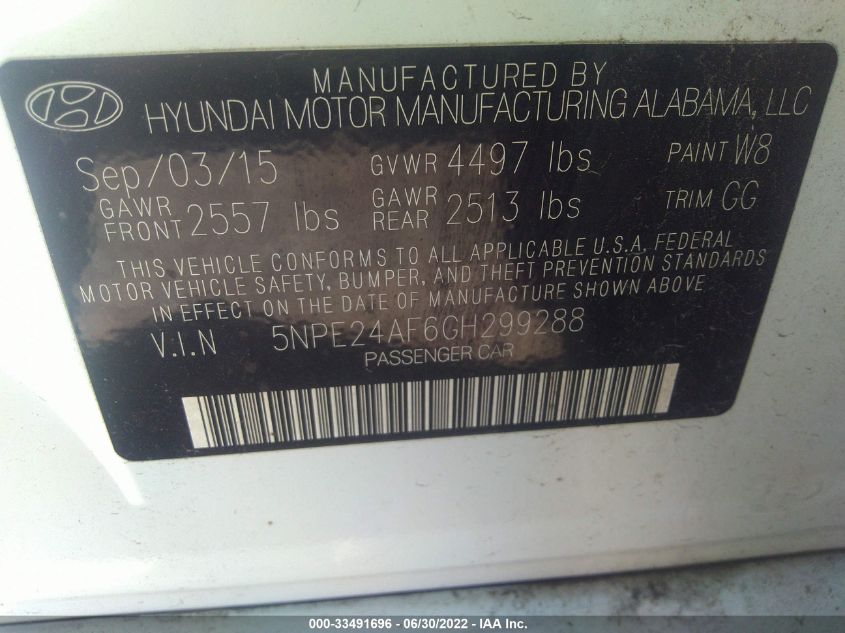 MANUFACTURED BY
HYUNDAI MOTOR MANUFACTURING ALABAMA, LLC
Sep/03/15 GVWR 4497 lbs PAINT W8
GAWR FRONT 2557 lbs GAWR REAR 2513 lbs TRIM GG
THIS VEHICLE CONFORMS TO ALL APPLICABLE U.S.A. FEDERAL
MOTOR VEHICLE SAFETY, BUMPER, AND THEFT PREVENTION STANDARDS
IN EFFECT ON THE DATE OF MANUFACTURE SHOWN ABOVE
V.I.N 5NPE24AF6GH299288
PASSENGER CAR
000-33491696 - 06/30/2022 - IAA Inc.